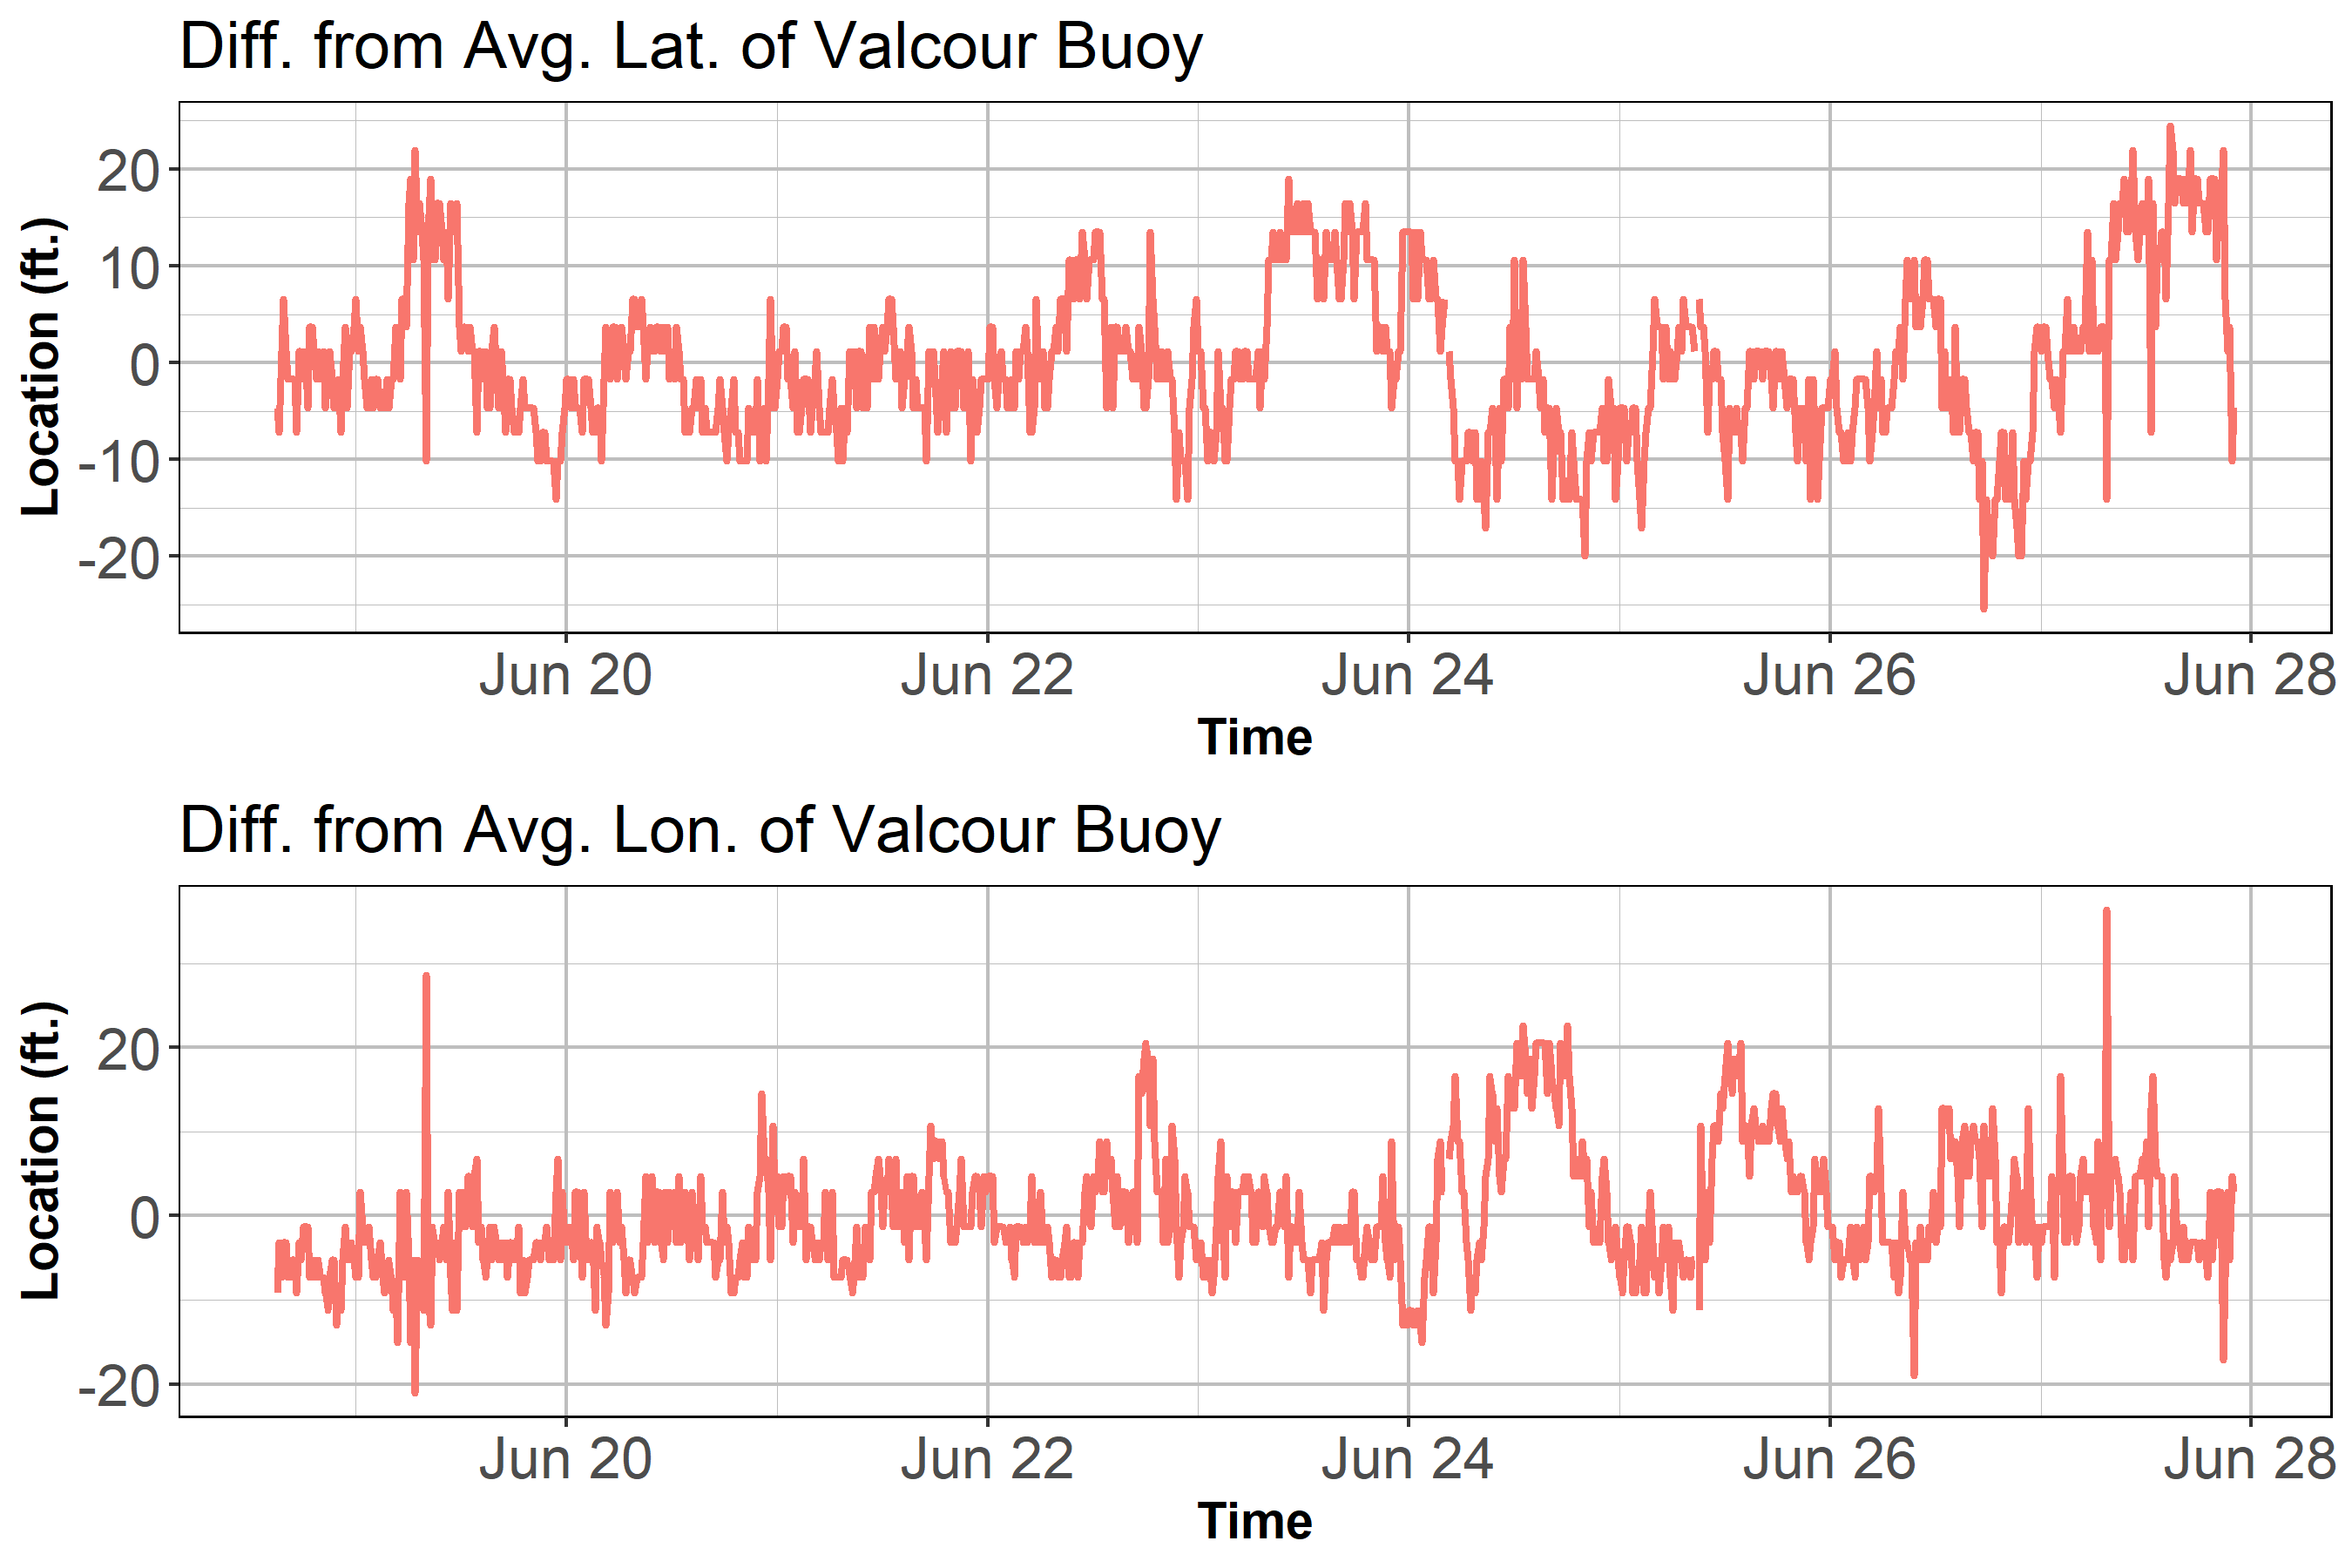 Diff. from Avg. Lat. of Valcour Buoy
Location (ft.)
20
10
0
-10
-20
Jun 20 Jun 22 Jun 24 Jun 26 Jun 28
Time
Diff. from Avg. Lon. of Valcour Buoy
Location (ft.)
20
0
-20
Jun 20 Jun 22 Jun 24 Jun 26 Jun 28
Time